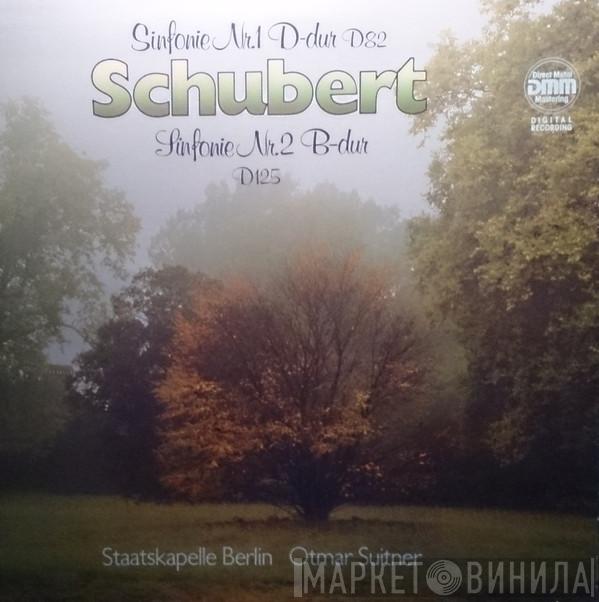 Sinfonie Nr.1 D-dur D82
Schubert
Sinfonie Nr.2 B-dur
D125
Direct Metal
DMM
Mastering
DIGITAL
RECORDING
Staatskapelle Berlin Otmar Suitner
МАРКЕТ ВИНИЛА